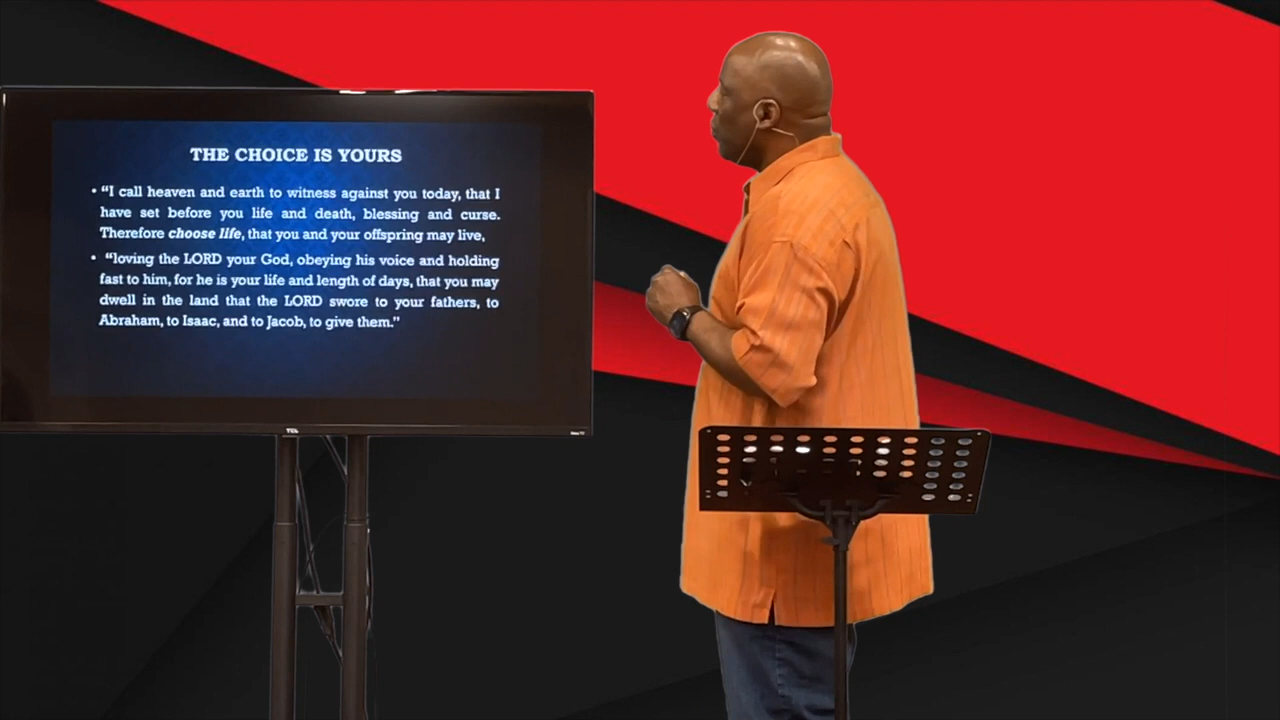 THE CHOICE IS YOURS
• “I call heaven and earth to witness against you today, that I
have set before you life and death, blessing and curse.
Therefore choose life, that you and your offspring may live,
• “loving the LORD your God, obeying his voice and holding
fast to him, for he is your life and length of days, that you may
dwell in the land that the LORD swore to your fathers, to
Abraham, to Isaac, and to Jacob, to give them.”
TCL
Roku TV